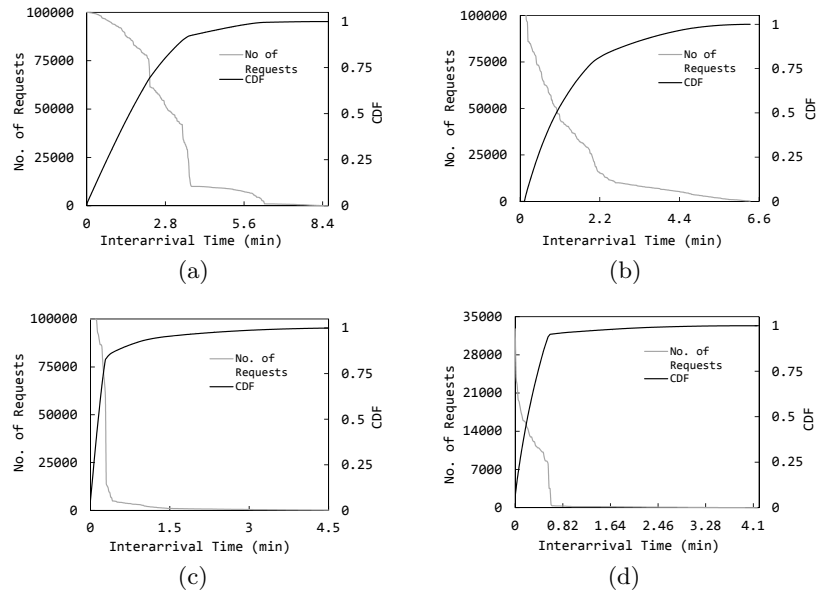 100000
75000
50000
25000
0
No. of Requests
No of
Requests
CDF
1
0.75
0.5
0.25
0
CDF
0 2.8 5.6 8.4
Interarrival Time (min)
(a)
100000
75000
50000
25000
0
No. of Requests
No of
Requests
CDF
1
0.75
0.5
0.25
0
CDF
0 2.2 4.4 6.6
Interarrival Time (min)
(b)
100000
75000
50000
25000
0
No. of Requests
No. of
Requests
CDF
1
0.75
0.5
0.25
0
CDF
0 1.5 3 4.5
Interarrival Time (min)
(c)
35000
28000
21000
14000
7000
0
No. of Requests
No. of
Requests
CDF
1
0.75
0.5
0.25
0
CDF
0 0.82 1.64 2.46 3.28 4.1
Interarrival Time (min)
(d)